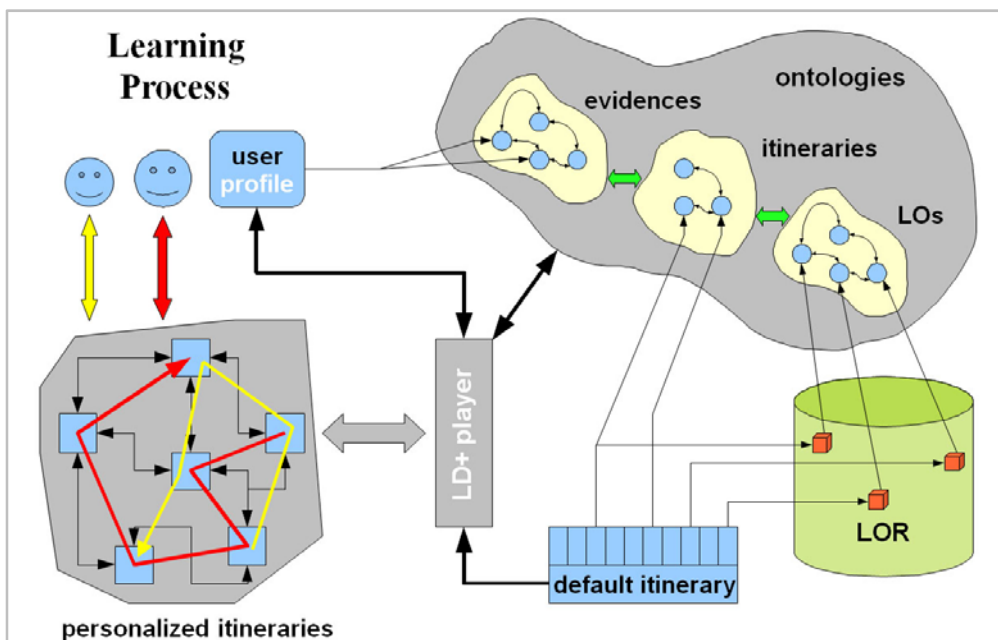 Learning
Process
ontologies
evidences
itineraries
LOs
user
profile
LD+ player
LOR
default itinerary
personalized itineraries